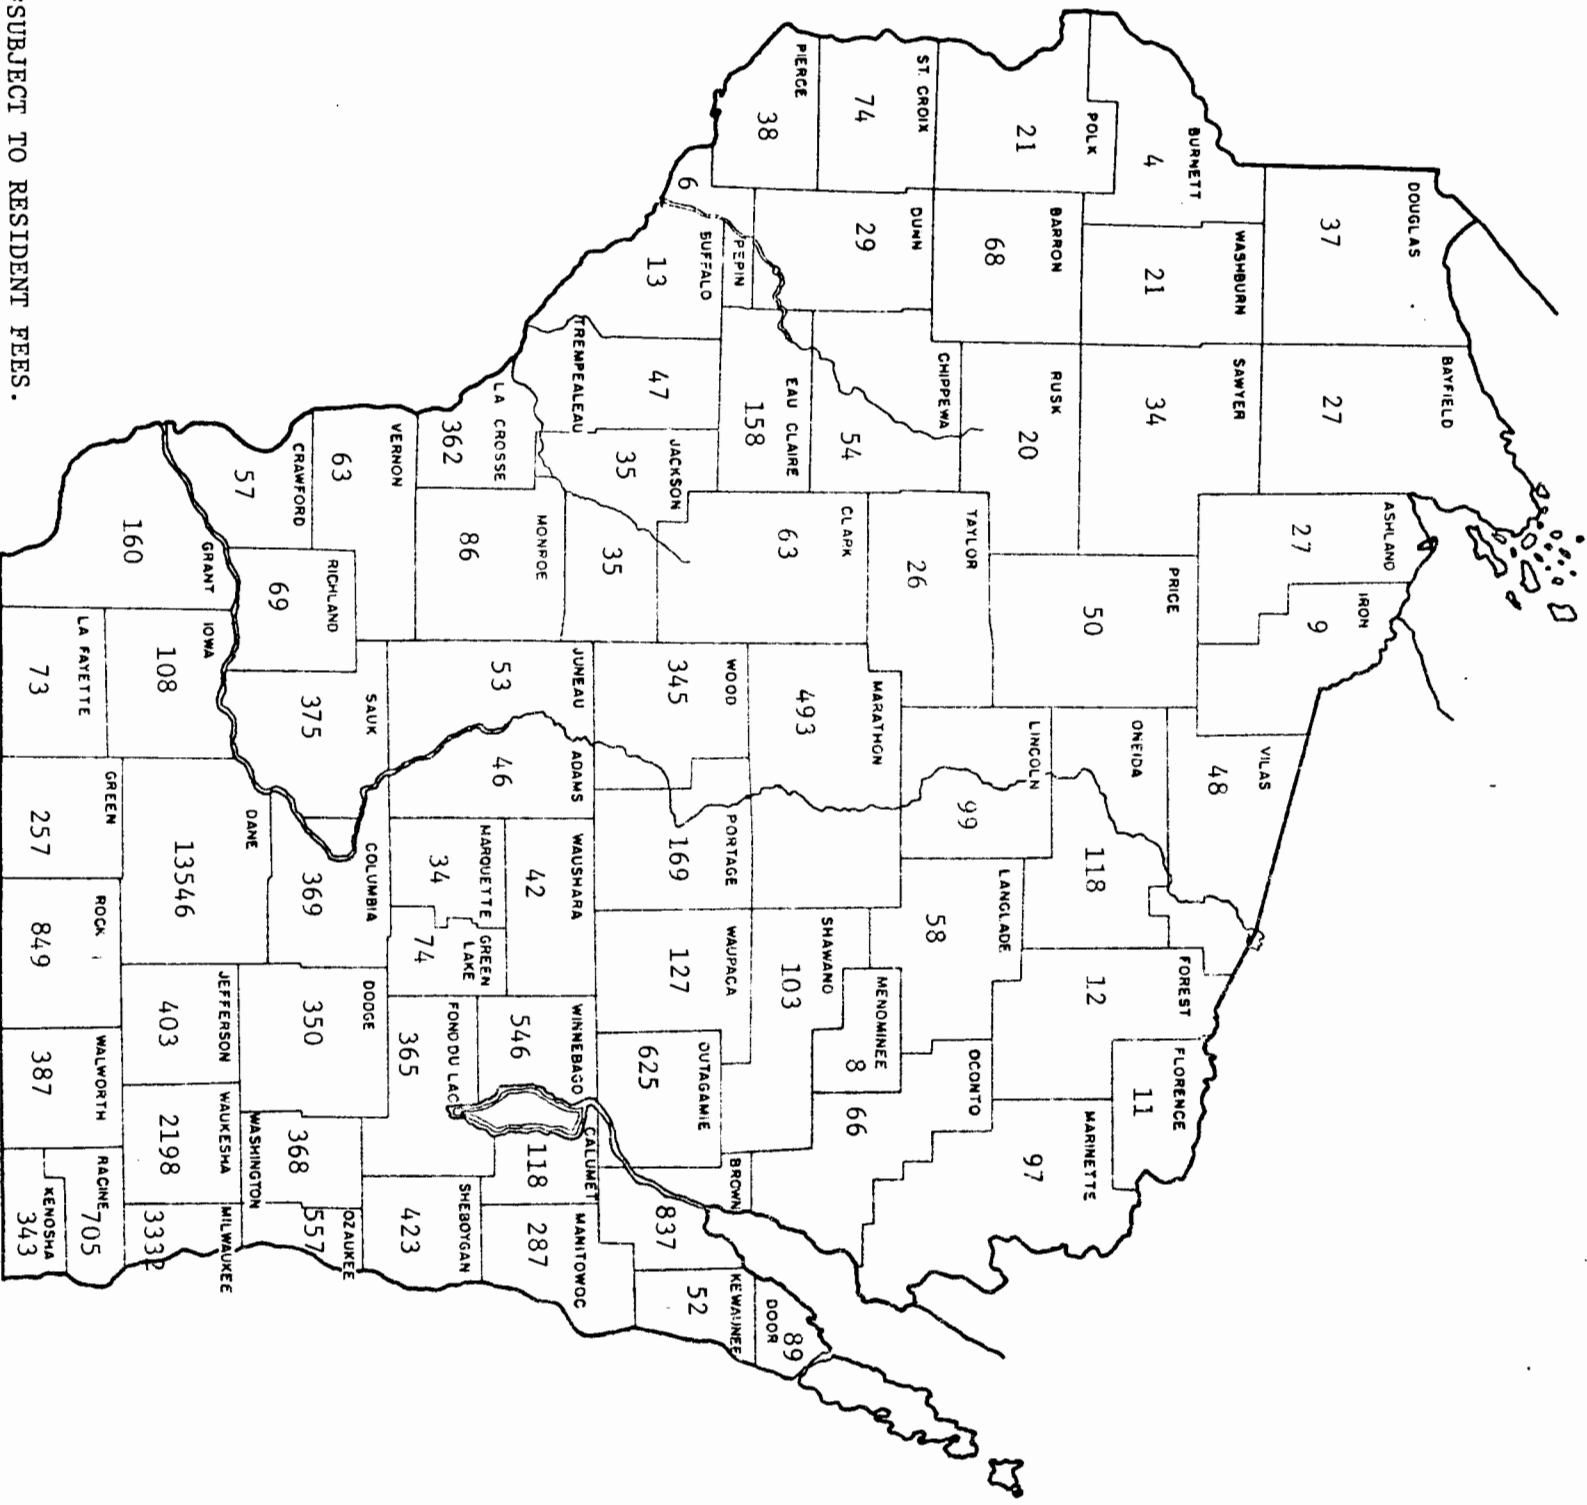 BAYFIELD
27
DOUGLAS
37
ASHLAND
27
IRON
9
VILAS
48
BURNETT
4
WASHBURN
21
SAWYER
34
PRICE
50
ONEIDA
118
FOREST
12
FLORENCE
11
MARINETTE
97
POLK
21
BARRON
68
RUSK
20
TAYLOR
26
LINCOLN
99
LANGLADE
58
OCONTO
66
MENOMINEE
8
ST. CROIX
74
DUNN
29
CHIPPEWA
54
CLARK
63
MARATHON
493
SHAWANO
103
PIERCE
38
PEPIN
6
EAU CLAIRE
158
WOOD
345
PORTAGE
169
WAUPACA
127
OUTAGAMIE
625
BROWN
837
KEWAUNEE
52
DOOR
89
BUFFALO
13
TREMPEALEAU
47
JACKSON
35
35
JUNEAU
53
ADAMS
46
WAUSHARA
42
WINNEBAGO
546
CALUMET
118
MANITOWOC
287
LA CROSSE
362
MONROE
86
MARQUETTE
34
GREEN
LAKE
74
FOND DU LAC
365
SHEBOYGAN
423
VERNON
63
RICHLAND
69
SAUK
375
COLUMBIA
369
DODGE
350
WASHINGTON
368
OZAUKEE
557
CRAWFORD
57
GRANT
160
IOWA
108
DANE
13546
JEFFERSON
403
WAUKESHA
2198
MILWAUKEE
3332
LA FAYETTE
73
GREEN
257
ROCK
849
WALWORTH
387
RACINE
705
KENOSHA
343
*SUBJECT TO RESIDENT FEES.